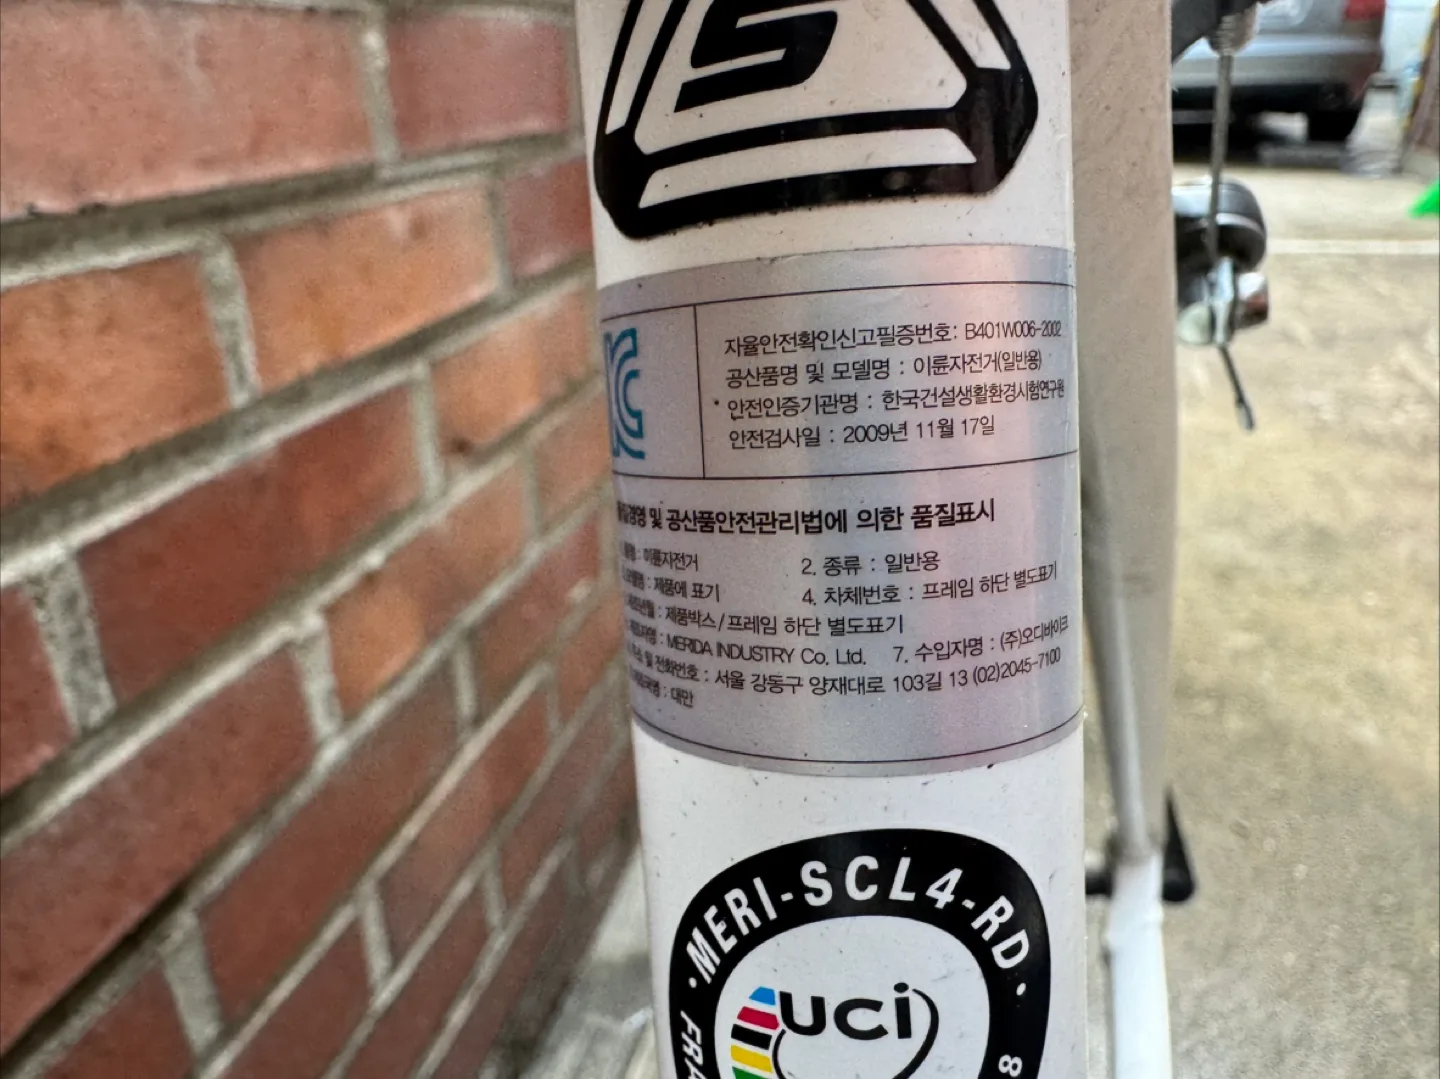 S
자율안전확인신고필증번호: B401W006-2002
공산품명 및 모델명 : 이륜자전거(일반용)
안전인증기관명 : 한국건설생활환경시험연구원
안전검사일 : 2009년 11월 17일
및 공산품안전관리법에 의한 품질표시
: 이륜자전거 2. 종류 : 일반용
: 제품에 표기 4. 차체번호 : 프레임 하단 별도표기
: 제품박스/프레임 하단 별도표기
: MERIDA INDUSTRY Co. Ltd. 7. 수입자명 : (주)오디바이크
및 전화번호 : 서울 강동구 양재대로 103길 13 (02)2045-7100
: 대만
·MERI-SCL4-RD·
uci
FRA
8